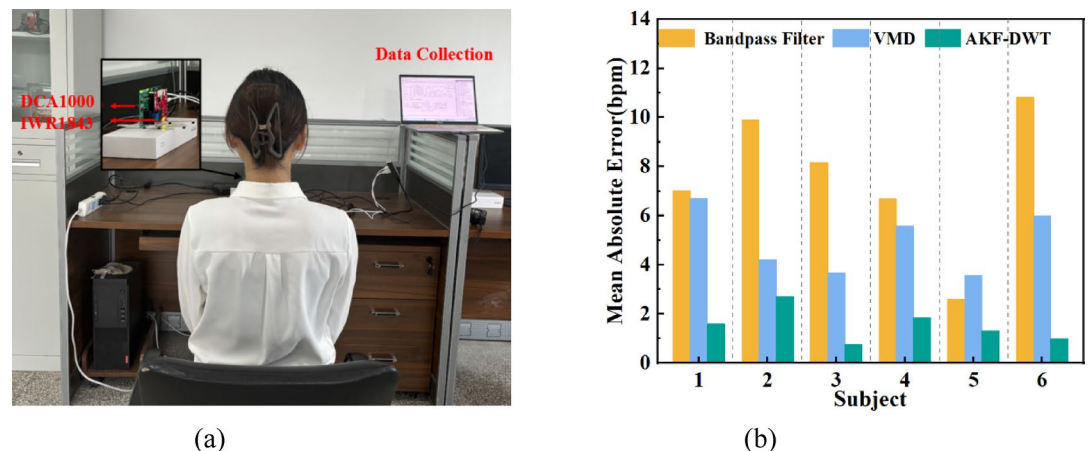 Data Collection
DCA1000
IWR1843
(a)
14
12
10
8
6
4
2
0
Mean Absolute Error(bpm)
Bandpass Filter VMD AKF-DWT
1 2 3 4 5 6
Subject
(b)